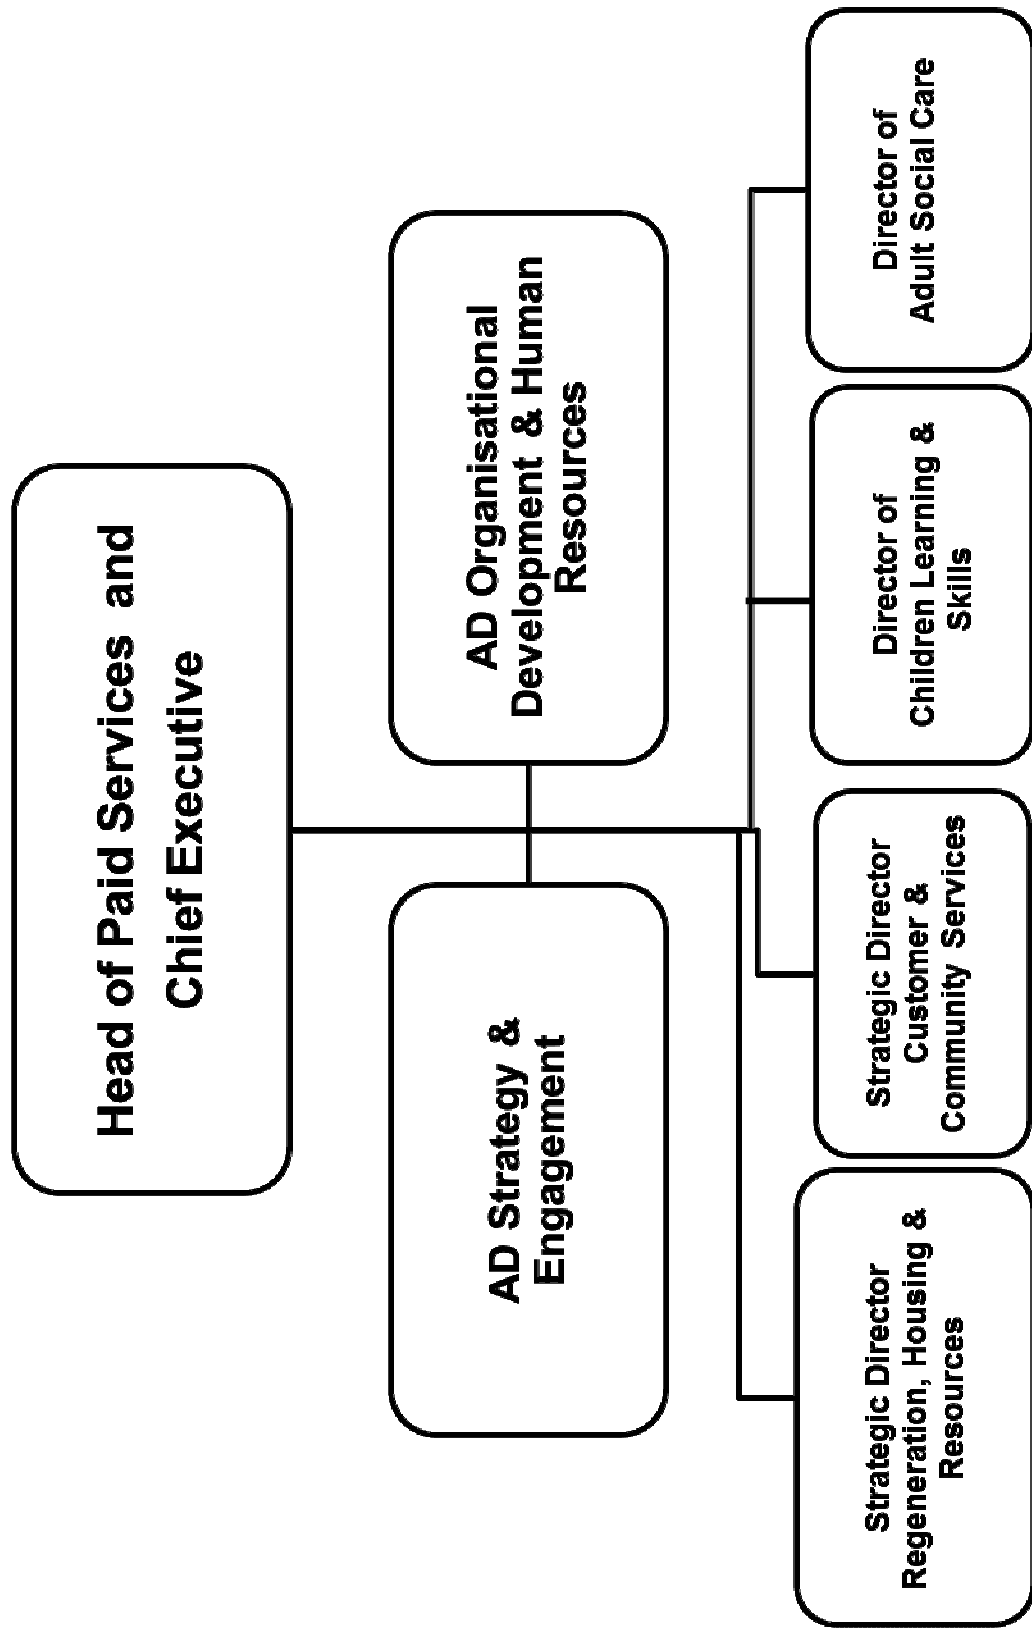 Head of Paid Services and
Chief Executive
AD Strategy &
Engagement
AD Organisational
Development & Human
Resources
Strategic Director
Regeneration, Housing &
Resources
Strategic Director
Customer &
Community Services
Director of
Children Learning &
Skills
Director of
Adult Social Care